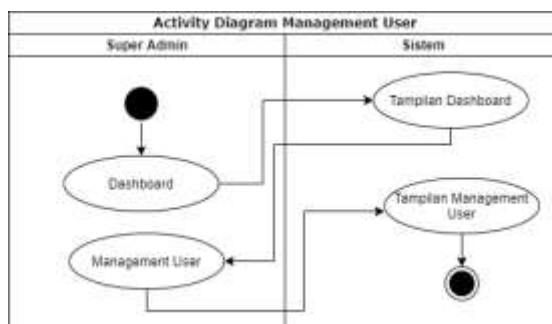 Activity Diagram Management User
Super Admin
Sistem
Tampilan Dashboard
Dashboard
Tampilan Management
User
Management User